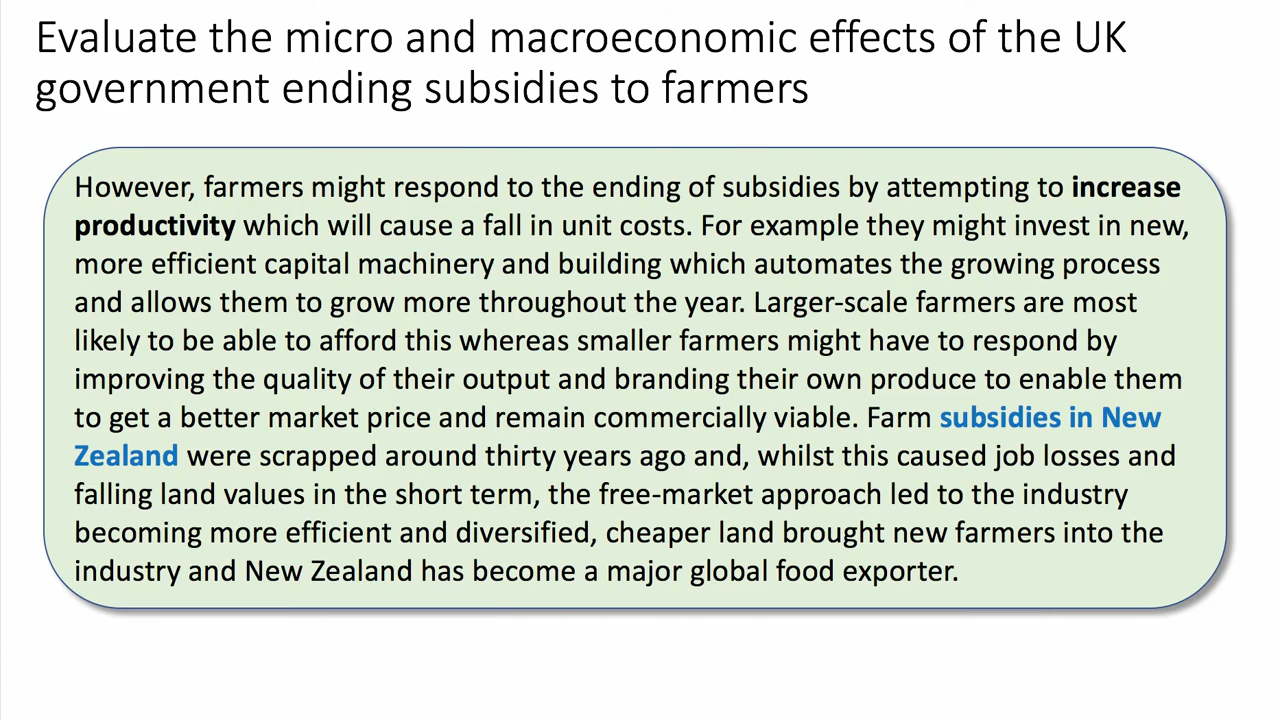 Evaluate the micro and macroeconomic effects of the UK
government ending subsidies to farmers
However, farmers might respond to the ending of subsidies by attempting to increase
productivity which will cause a fall in unit costs. For example they might invest in new,
more efficient capital machinery and building which automates the growing process
and allows them to grow more throughout the year. Larger-scale farmers are most
likely to be able to afford this whereas smaller farmers might have to respond by
improving the quality of their output and branding their own produce to enable them
to get a better market price and remain commercially viable. Farm subsidies in New
Zealand were scrapped around thirty years ago and, whilst this caused job losses and
falling land values in the short term, the free-market approach led to the industry
becoming more efficient and diversified, cheaper land brought new farmers into the
industry and New Zealand has become a major global food exporter.